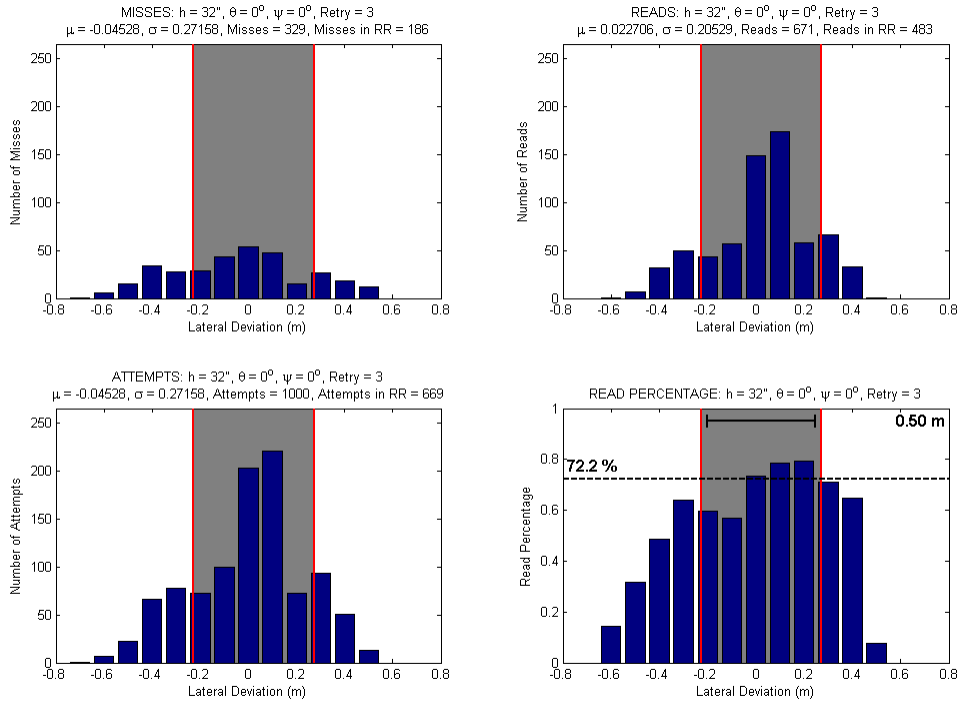 MISSES: h = 32", θ = 0º, ψ = 0º, Retry = 3
μ = -0.04528, σ = 0.27158, Misses = 329, Misses in RR = 186
250
200
150
100
50
0
Number of Misses
-0.8 -0.6 -0.4 -0.2 0 0.2 0.4 0.6 0.8
Lateral Deviation (m)
READS: h = 32", θ = 0º, ψ = 0º, Retry = 3
μ = 0.022706, σ = 0.20529, Reads = 671, Reads in RR = 483
250
200
150
100
50
0
Number of Reads
-0.8 -0.6 -0.4 -0.2 0 0.2 0.4 0.6 0.8
Lateral Deviation (m)
ATTEMPTS: h = 32", θ = 0º, ψ = 0º, Retry = 3
μ = -0.04528, σ = 0.27158, Attempts = 1000, Attempts in RR = 669
250
200
150
100
50
0
Number of Attempts
-0.8 -0.6 -0.4 -0.2 0 0.2 0.4 0.6 0.8
Lateral Deviation (m)
READ PERCENTAGE: h = 32", θ = 0º, ψ = 0º, Retry = 3
0.50 m
72.2 %
1
0.8
0.6
0.4
0.2
0
Read Percentage
-0.8 -0.6 -0.4 -0.2 0 0.2 0.4 0.6 0.8
Lateral Deviation (m)